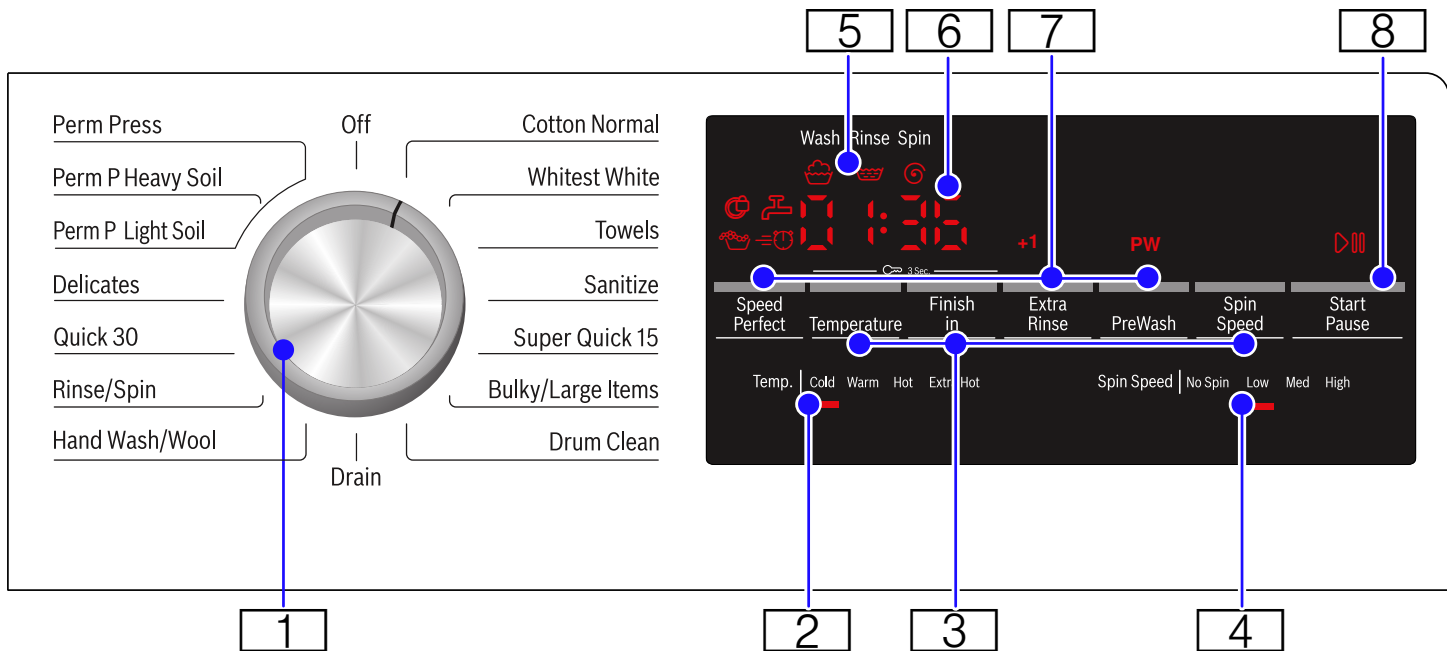 5 6 7 8
Perm Press
Off
Cotton Normal
Perm P Heavy Soil
Whitest White
Perm P Light Soil
Towels
Delicates
Sanitize
Quick 30
Super Quick 15
Rinse/Spin
Bulky/Large Items
Hand Wash/Wool
Drum Clean
Drain
Wash Rinse Spin
01:36
+1
PW
3 Sec.
Speed
Perfect
Temperature
Finish
in
Extra
Rinse
PreWash
Spin
Speed
Start
Pause
Temp. Cold Warm Hot Extra Hot
Spin Speed No Spin Low Med High
1 2 3 4